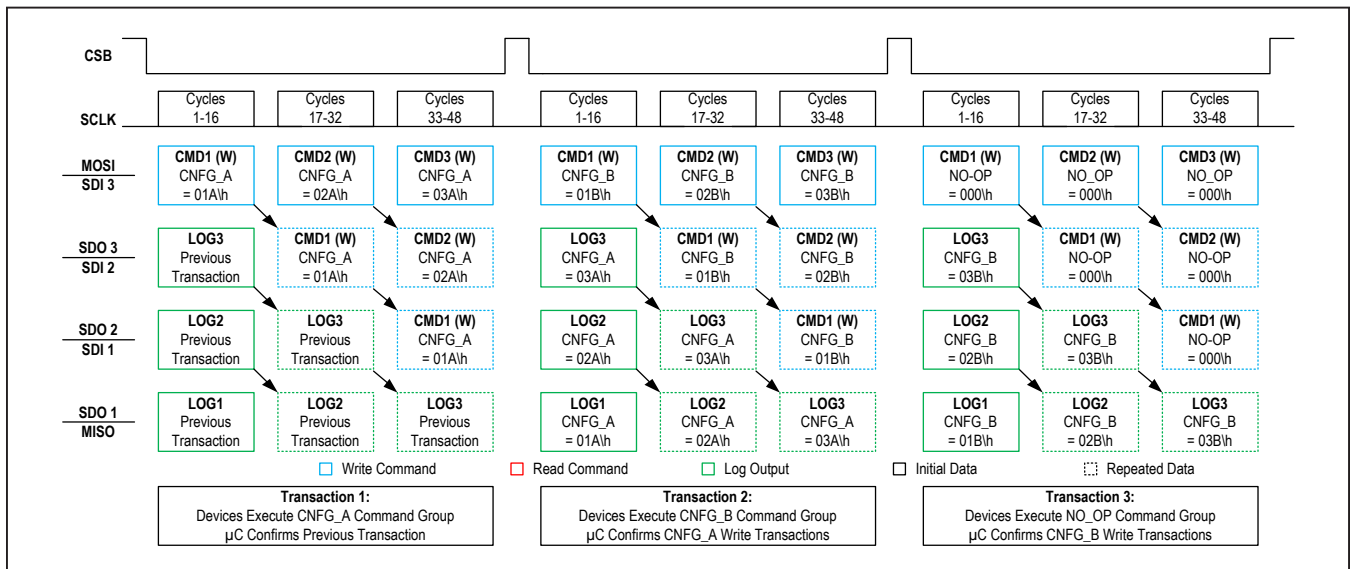 CSB
SCLK
Cycles
1-16
Cycles
17-32
Cycles
33-48
Cycles
1-16
Cycles
17-32
Cycles
33-48
Cycles
1-16
Cycles
17-32
Cycles
33-48
MOSI
SDI 3
CMD1 (W)
CNFG_A
= 01A\h
CMD2 (W)
CNFG_A
= 02A\h
CMD3 (W)
CNFG_A
= 03A\h
CMD1 (W)
CNFG_B
= 01B\h
CMD2 (W)
CNFG_B
= 02B\h
CMD3 (W)
CNFG_B
= 03B\h
CMD1 (W)
NO-OP
= 000\h
CMD2 (W)
NO_OP
= 000\h
CMD3 (W)
NO_OP
= 000\h
SDO 3
SDI 2
LOG3
Previous
Transaction
CMD1 (W)
CNFG_A
= 01A\h
CMD2 (W)
CNFG_A
= 02A\h
LOG3
CNFG_A
= 03A\h
CMD1 (W)
CNFG_B
= 01B\h
CMD2 (W)
CNFG_B
= 02B\h
LOG3
CNFG_B
= 03B\h
CMD1 (W)
NO-OP
= 000\h
CMD2 (W)
NO-OP
= 000\h
SDO 2
SDI 1
LOG2
Previous
Transaction
LOG3
Previous
Transaction
CMD1 (W)
CNFG_A
= 01A\h
LOG2
CNFG_A
= 02A\h
LOG3
CNFG_A
= 03A\h
CMD1 (W)
CNFG_B
= 01B\h
LOG2
CNFG_B
= 02B\h
LOG3
CNFG_B
= 03B\h
CMD1 (W)
NO-OP
= 000\h
SDO 1
MISO
LOG1
Previous
Transaction
LOG2
Previous
Transaction
LOG3
Previous
Transaction
LOG1
CNFG_A
= 01A\h
LOG2
CNFG_A
= 02A\h
LOG3
CNFG_A
= 03A\h
LOG1
CNFG_B
= 01B\h
LOG2
CNFG_B
= 02B\h
LOG3
CNFG_B
= 03B\h
Write Command
Read Command
Log Output
Initial Data
Repeated Data
Transaction 1:
Devices Execute CNFG_A Command Group
µC Confirms Previous Transaction
Transaction 2:
Devices Execute CNFG_B Command Group
µC Confirms CNFG_A Write Transactions
Transaction 3:
Devices Execute NO_OP Command Group
µC Confirms CNFG_B Write Transactions